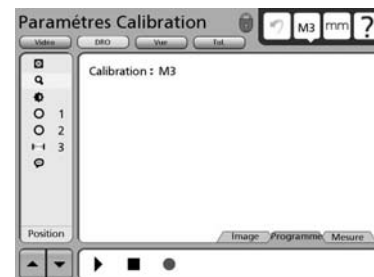 Paramétres Calibration
M3 mm ?
Vidéo DRO Vue Tol.
Calibration : M3
1
2
3
Position
Image Programme Mesure